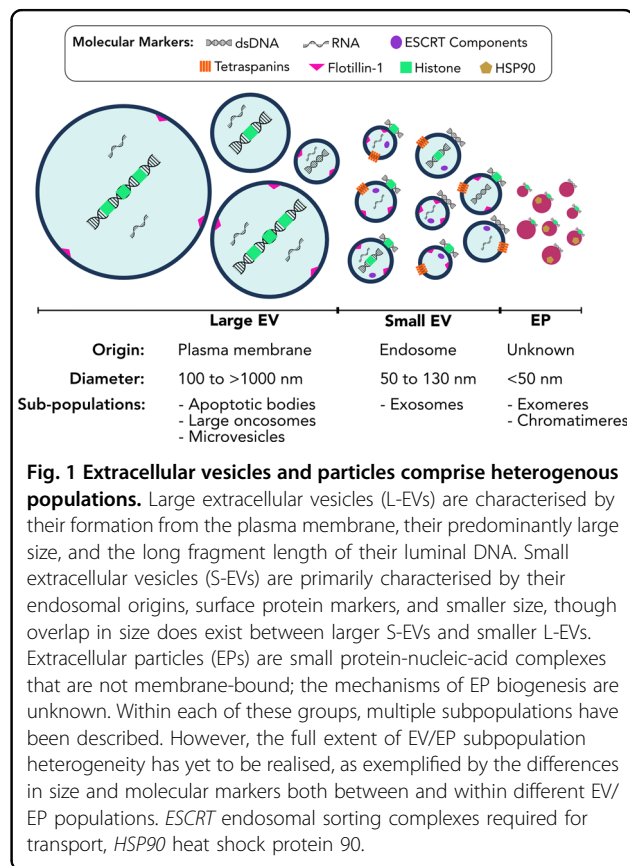 Molecular Markers: dsDNA RNA ESCRT Components
Tetraspanins Flotillin-1 Histone HSP90
Large EV Small EV EP
Origin: Plasma membrane Endosome Unknown
Diameter: 100 to >1000 nm 50 to 130 nm <50 nm
Sub-populations: - Apoptotic bodies - Exosomes - Exomeres
- Large oncosomes - Chromatimeres
- Microvesicles
Fig. 1 Extracellular vesicles and particles comprise heterogenous
populations. Large extracellular vesicles (L-EVs) are characterised by
their formation from the plasma membrane, their predominantly large
size, and the long fragment length of their luminal DNA. Small
extracellular vesicles (S-EVs) are primarily characterised by their
endosomal origins, surface protein markers, and smaller size, though
overlap in size does exist between larger S-EVs and smaller L-EVs.
Extracellular particles (EPs) are small protein-nucleic-acid complexes
that are not membrane-bound; the mechanisms of EP biogenesis are
unknown. Within each of these groups, multiple subpopulations have
been described. However, the full extent of EV/EP subpopulation
heterogeneity has yet to be realised, as exemplified by the differences
in size and molecular markers both between and within different EV/
EP populations. ESCRT endosomal sorting complexes required for
transport, HSP90 heat shock protein 90.